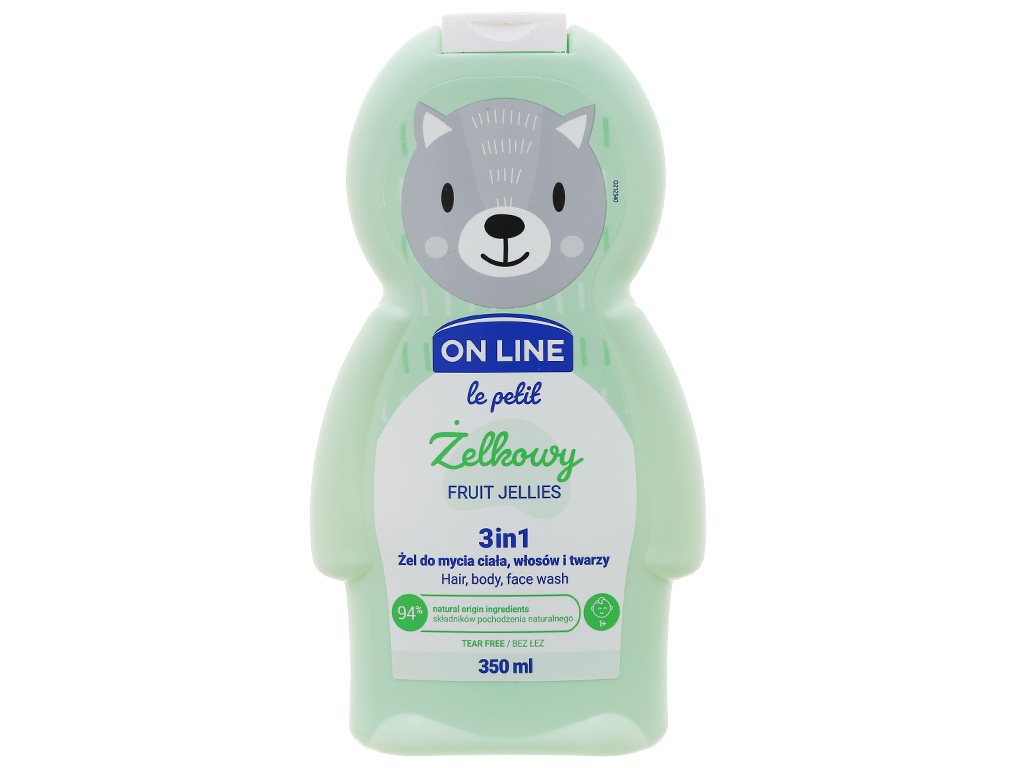 ON LINE
le petit
Żelkowy
FRUIT JELLIES
3in1
Żel do mycia ciała, włosów i twarzy
Hair, body, face wash
94%
natural origin ingredients
składników pochodzenia naturalnego
1+
TEAR FREE / BEZ ŁEZ
350 ml